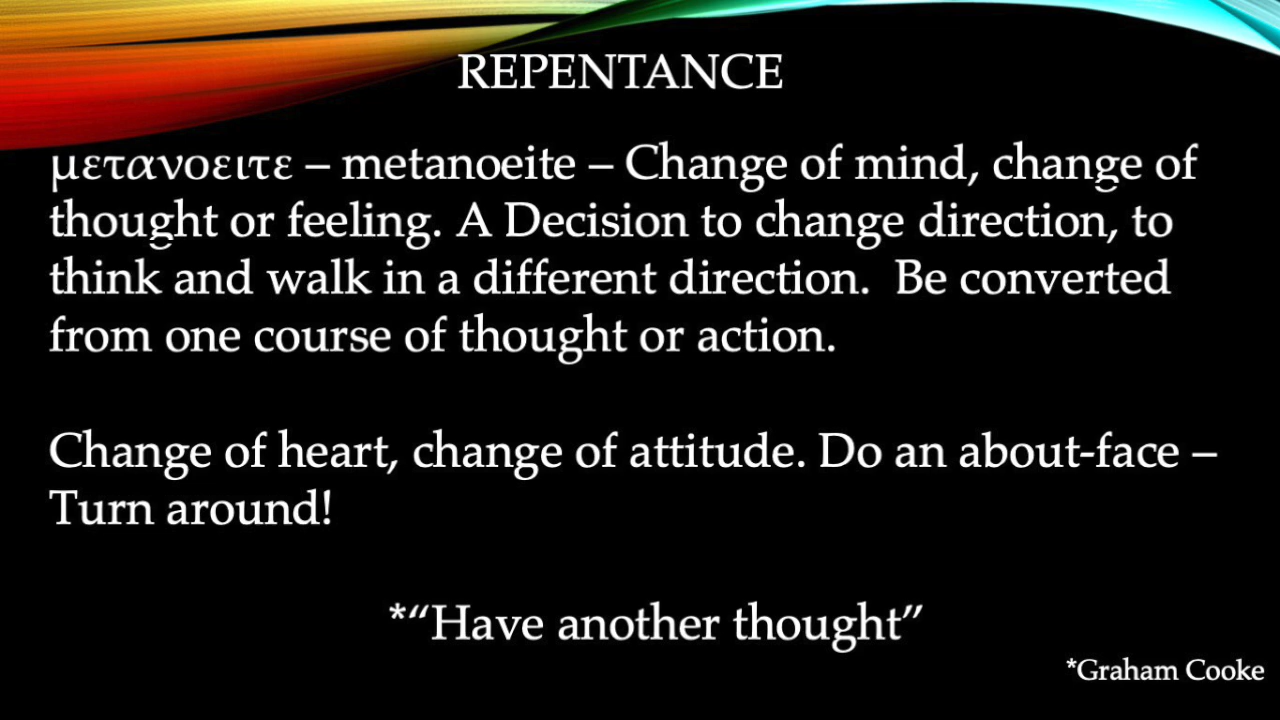 REPENTANCE
μετανοειτε – metanoeite – Change of mind, change of
thought or feeling. A Decision to change direction, to
think and walk in a different direction.  Be converted
from one course of thought or action.
Change of heart, change of attitude. Do an about-face –
Turn around!
*“Have another thought”
*Graham Cooke